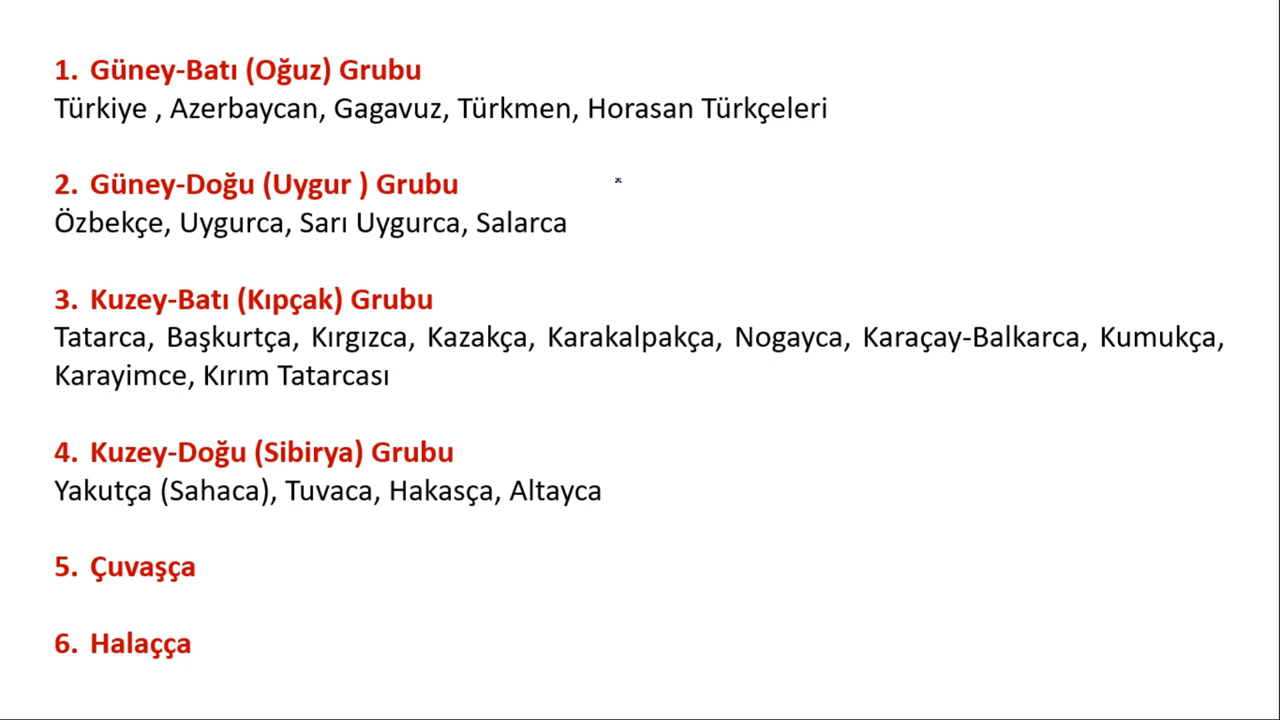 1. Güney-Batı (Oğuz) Grubu
Türkiye , Azerbaycan, Gagavuz, Türkmen, Horasan Türkçeleri
2. Güney-Doğu (Uygur ) Grubu
Özbekçe, Uygurca, Sarı Uygurca, Salarca
3. Kuzey-Batı (Kıpçak) Grubu
Tatarca, Başkurtça, Kırgızca, Kazakça, Karakalpakça, Nogayca, Karaçay-Balkarca, Kumukça,
Karayimce, Kırım Tatarcası
4. Kuzey-Doğu (Sibirya) Grubu
Yakutça (Sahaca), Tuvaca, Hakasça, Altayca
5. Çuvaşça
6. Halaçça